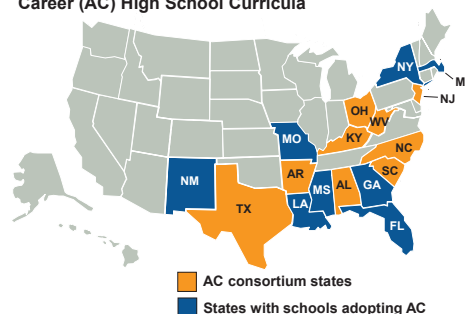 Career (AC) High School Curricula
NY
M
NJ
OH
WV
KY
MO
NC
AR
SC
NM
MS
AL
GA
LA
TX
FL
AC consortium states
States with schools adopting AC